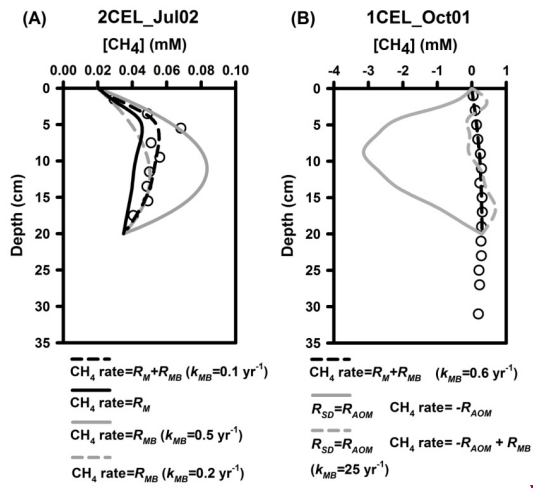 (A) 2CEL_Jul02
[CH4] (mM)
0.00 0.02 0.04 0.06 0.08 0.10
0
5
10
15
20
25
30
35
Depth (cm)
CH4 rate=RM+RMB (kMB=0.1 yr-1)
CH4 rate=RM
CH4 rate=RMB (kMB=0.5 yr-1)
CH4 rate=RMB (kMB=0.2 yr-1)
(B) 1CEL_Oct01
[CH4] (mM)
-4 -3 -2 -1 0 1
0
5
10
15
20
25
30
35
Depth (cm)
CH4 rate=RM+RMB (kMB=0.6 yr-1)
RSD=RAOM CH4 rate= -RAOM
RSD=RAOM CH4 rate= -RAOM + RMB
(kMB=25 yr-1)